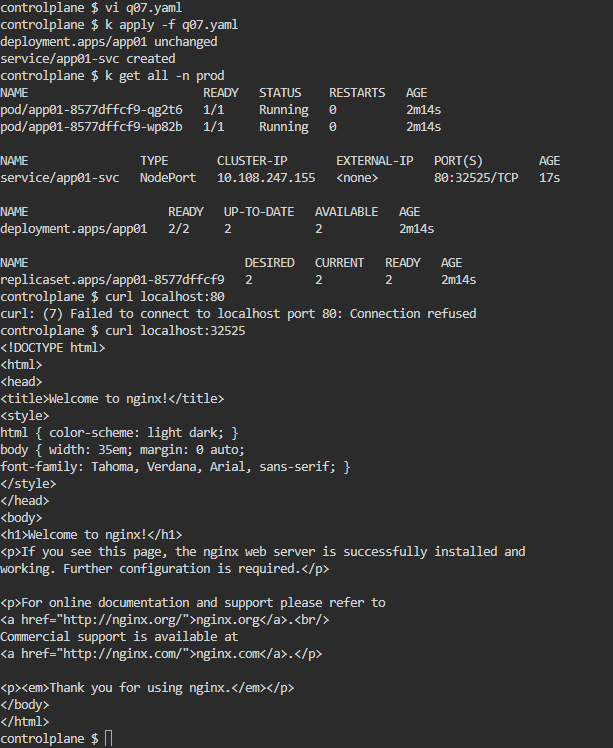 controlplane $ vi q07.yaml
controlplane $ k apply -f q07.yaml
deployment.apps/app01 unchanged
service/app01-svc created
controlplane $ k get all -n prod
NAME                         READY   STATUS    RESTARTS   AGE
pod/app01-8577dffcf9-qg2t6   1/1     Running   0          2m14s
pod/app01-8577dffcf9-wp82b   1/1     Running   0          2m14s

NAME                TYPE       CLUSTER-IP       EXTERNAL-IP   PORT(S)        AGE
service/app01-svc   NodePort   10.108.247.155   <none>        80:32525/TCP   17s

NAME                    READY   UP-TO-DATE   AVAILABLE   AGE
deployment.apps/app01   2/2     2            2           2m14s

NAME                               DESIRED   CURRENT   READY   AGE
replicaset.apps/app01-8577dffcf9   2         2         2       2m14s
controlplane $ curl localhost:80
curl: (7) Failed to connect to localhost port 80: Connection refused
controlplane $ curl localhost:32525
<!DOCTYPE html>
<html>
<head>
<title>Welcome to nginx!</title>
<style>
html { color-scheme: light dark; }
body { width: 35em; margin: 0 auto;
font-family: Tahoma, Verdana, Arial, sans-serif; }
</style>
</head>
<body>
<h1>Welcome to nginx!</h1>
<p>If you see this page, the nginx web server is successfully installed and
working. Further configuration is required.</p>

<p>For online documentation and support please refer to
<a href="http://nginx.org/">nginx.org</a>.<br/>
Commercial support is available at
<a href="http://nginx.com/">nginx.com</a>.</p>

<p><em>Thank you for using nginx.</em></p>
</body>
</html>
controlplane $